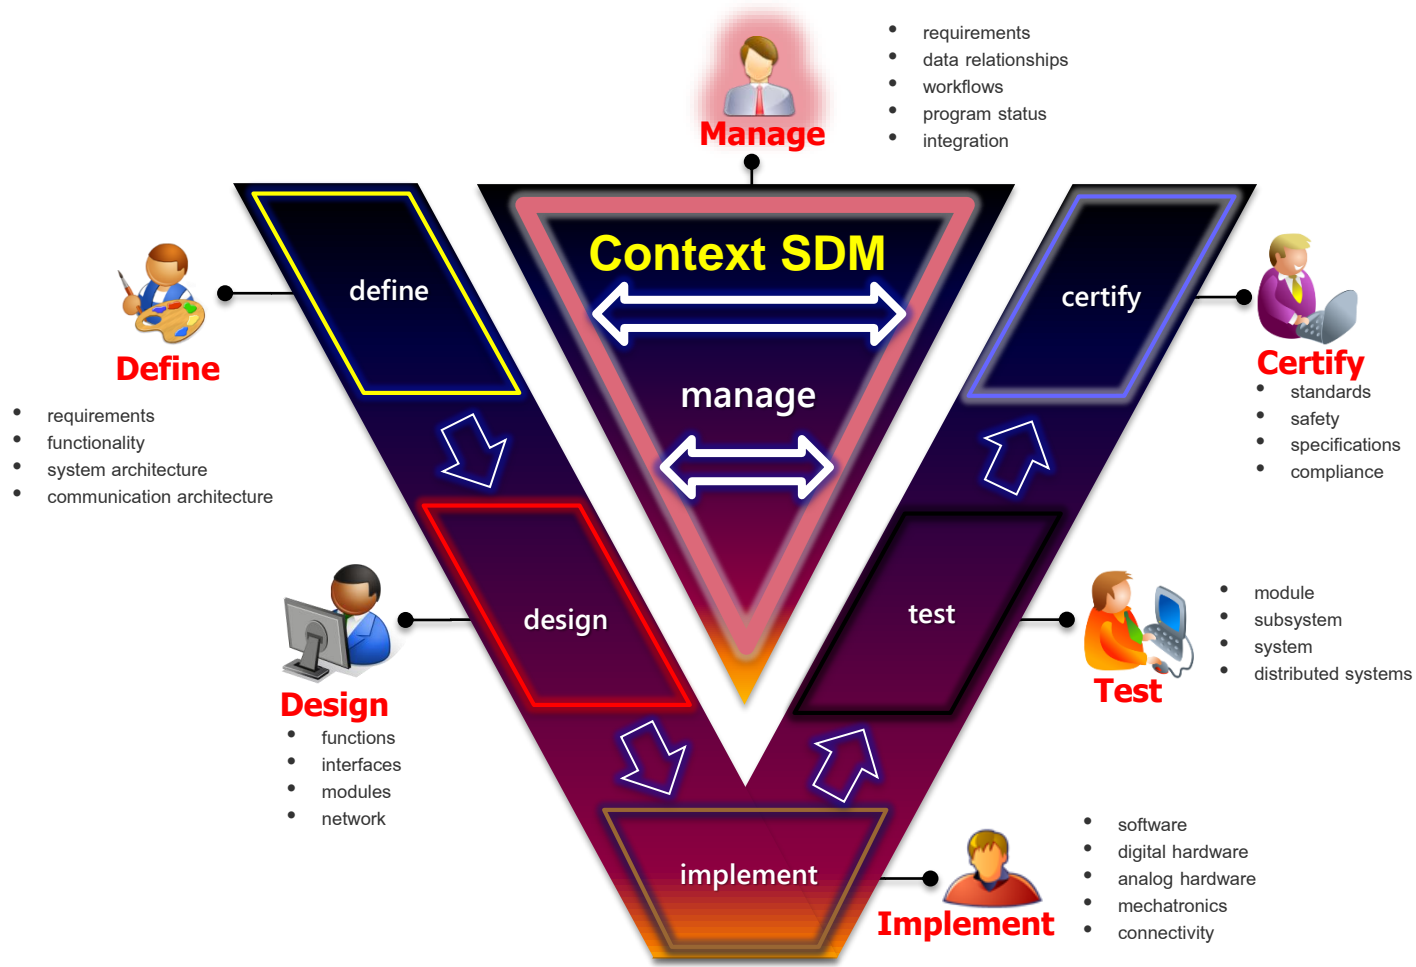 Manage
• requirements
• data relationships
• workflows
• program status
• integration
Context SDM
manage
define
Define
• requirements
• functionality
• system architecture
• communication architecture
design
Design
• functions
• interfaces
• modules
• network
implement
Implement
• software
• digital hardware
• analog hardware
• mechatronics
• connectivity
test
Test
• module
• subsystem
• system
• distributed systems
certify
Certify
• standards
• safety
• specifications
• compliance